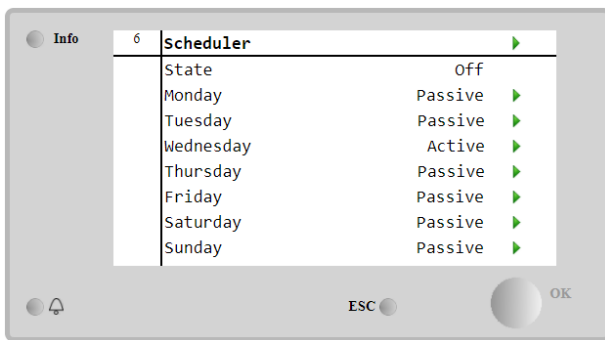 Info
6 Scheduler
State Off
Monday Passive
Tuesday Passive
Wednesday Active
Thursday Passive
Friday Passive
Saturday Passive
Sunday Passive
ESC
OK